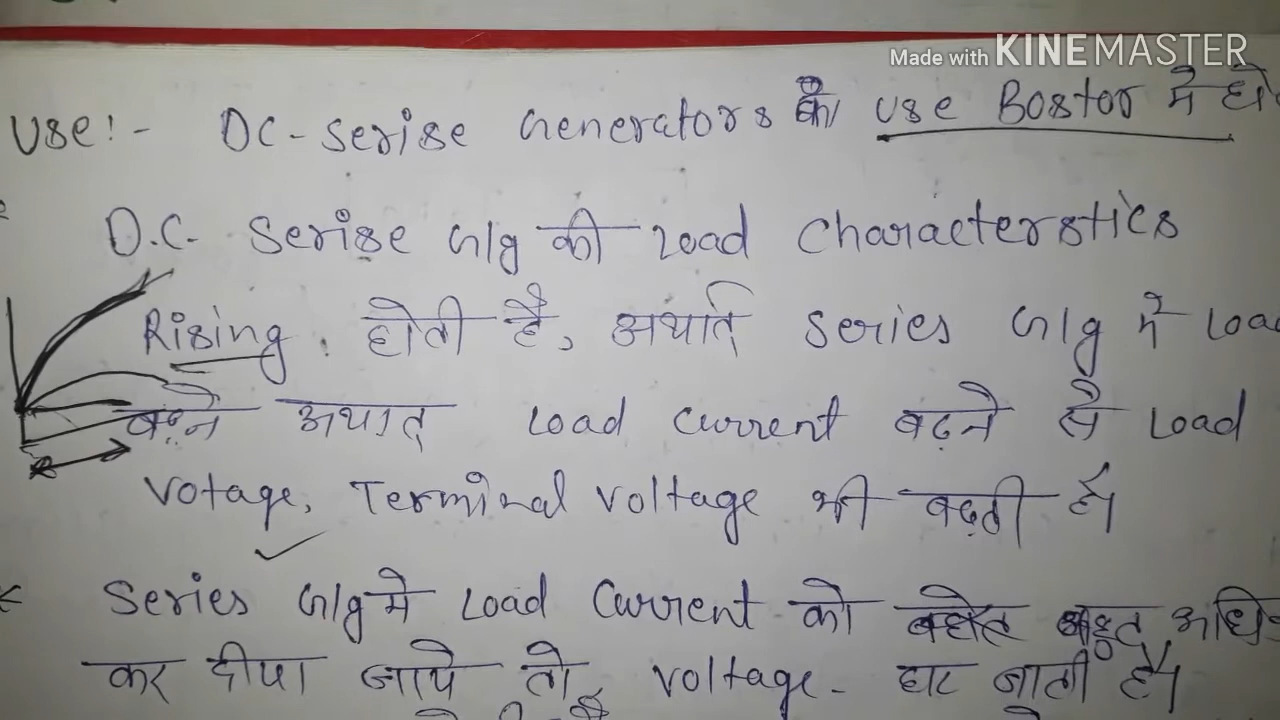 Made with KINEMASTER
Use:- DC-Serise Generators का use Bostor में हो
D.C. Serise G/g की Load Characterstics
Rising. होती है, अर्थात series G/g में Load
बढ़ने अथात् Load Current बढ़ने से Load
Votage, Terminal Voltage भी बढ़ती है।
* Series G/g मे Load Current को बहुत अधि
कर दीया जाये तो Voltage- घट जाती है।